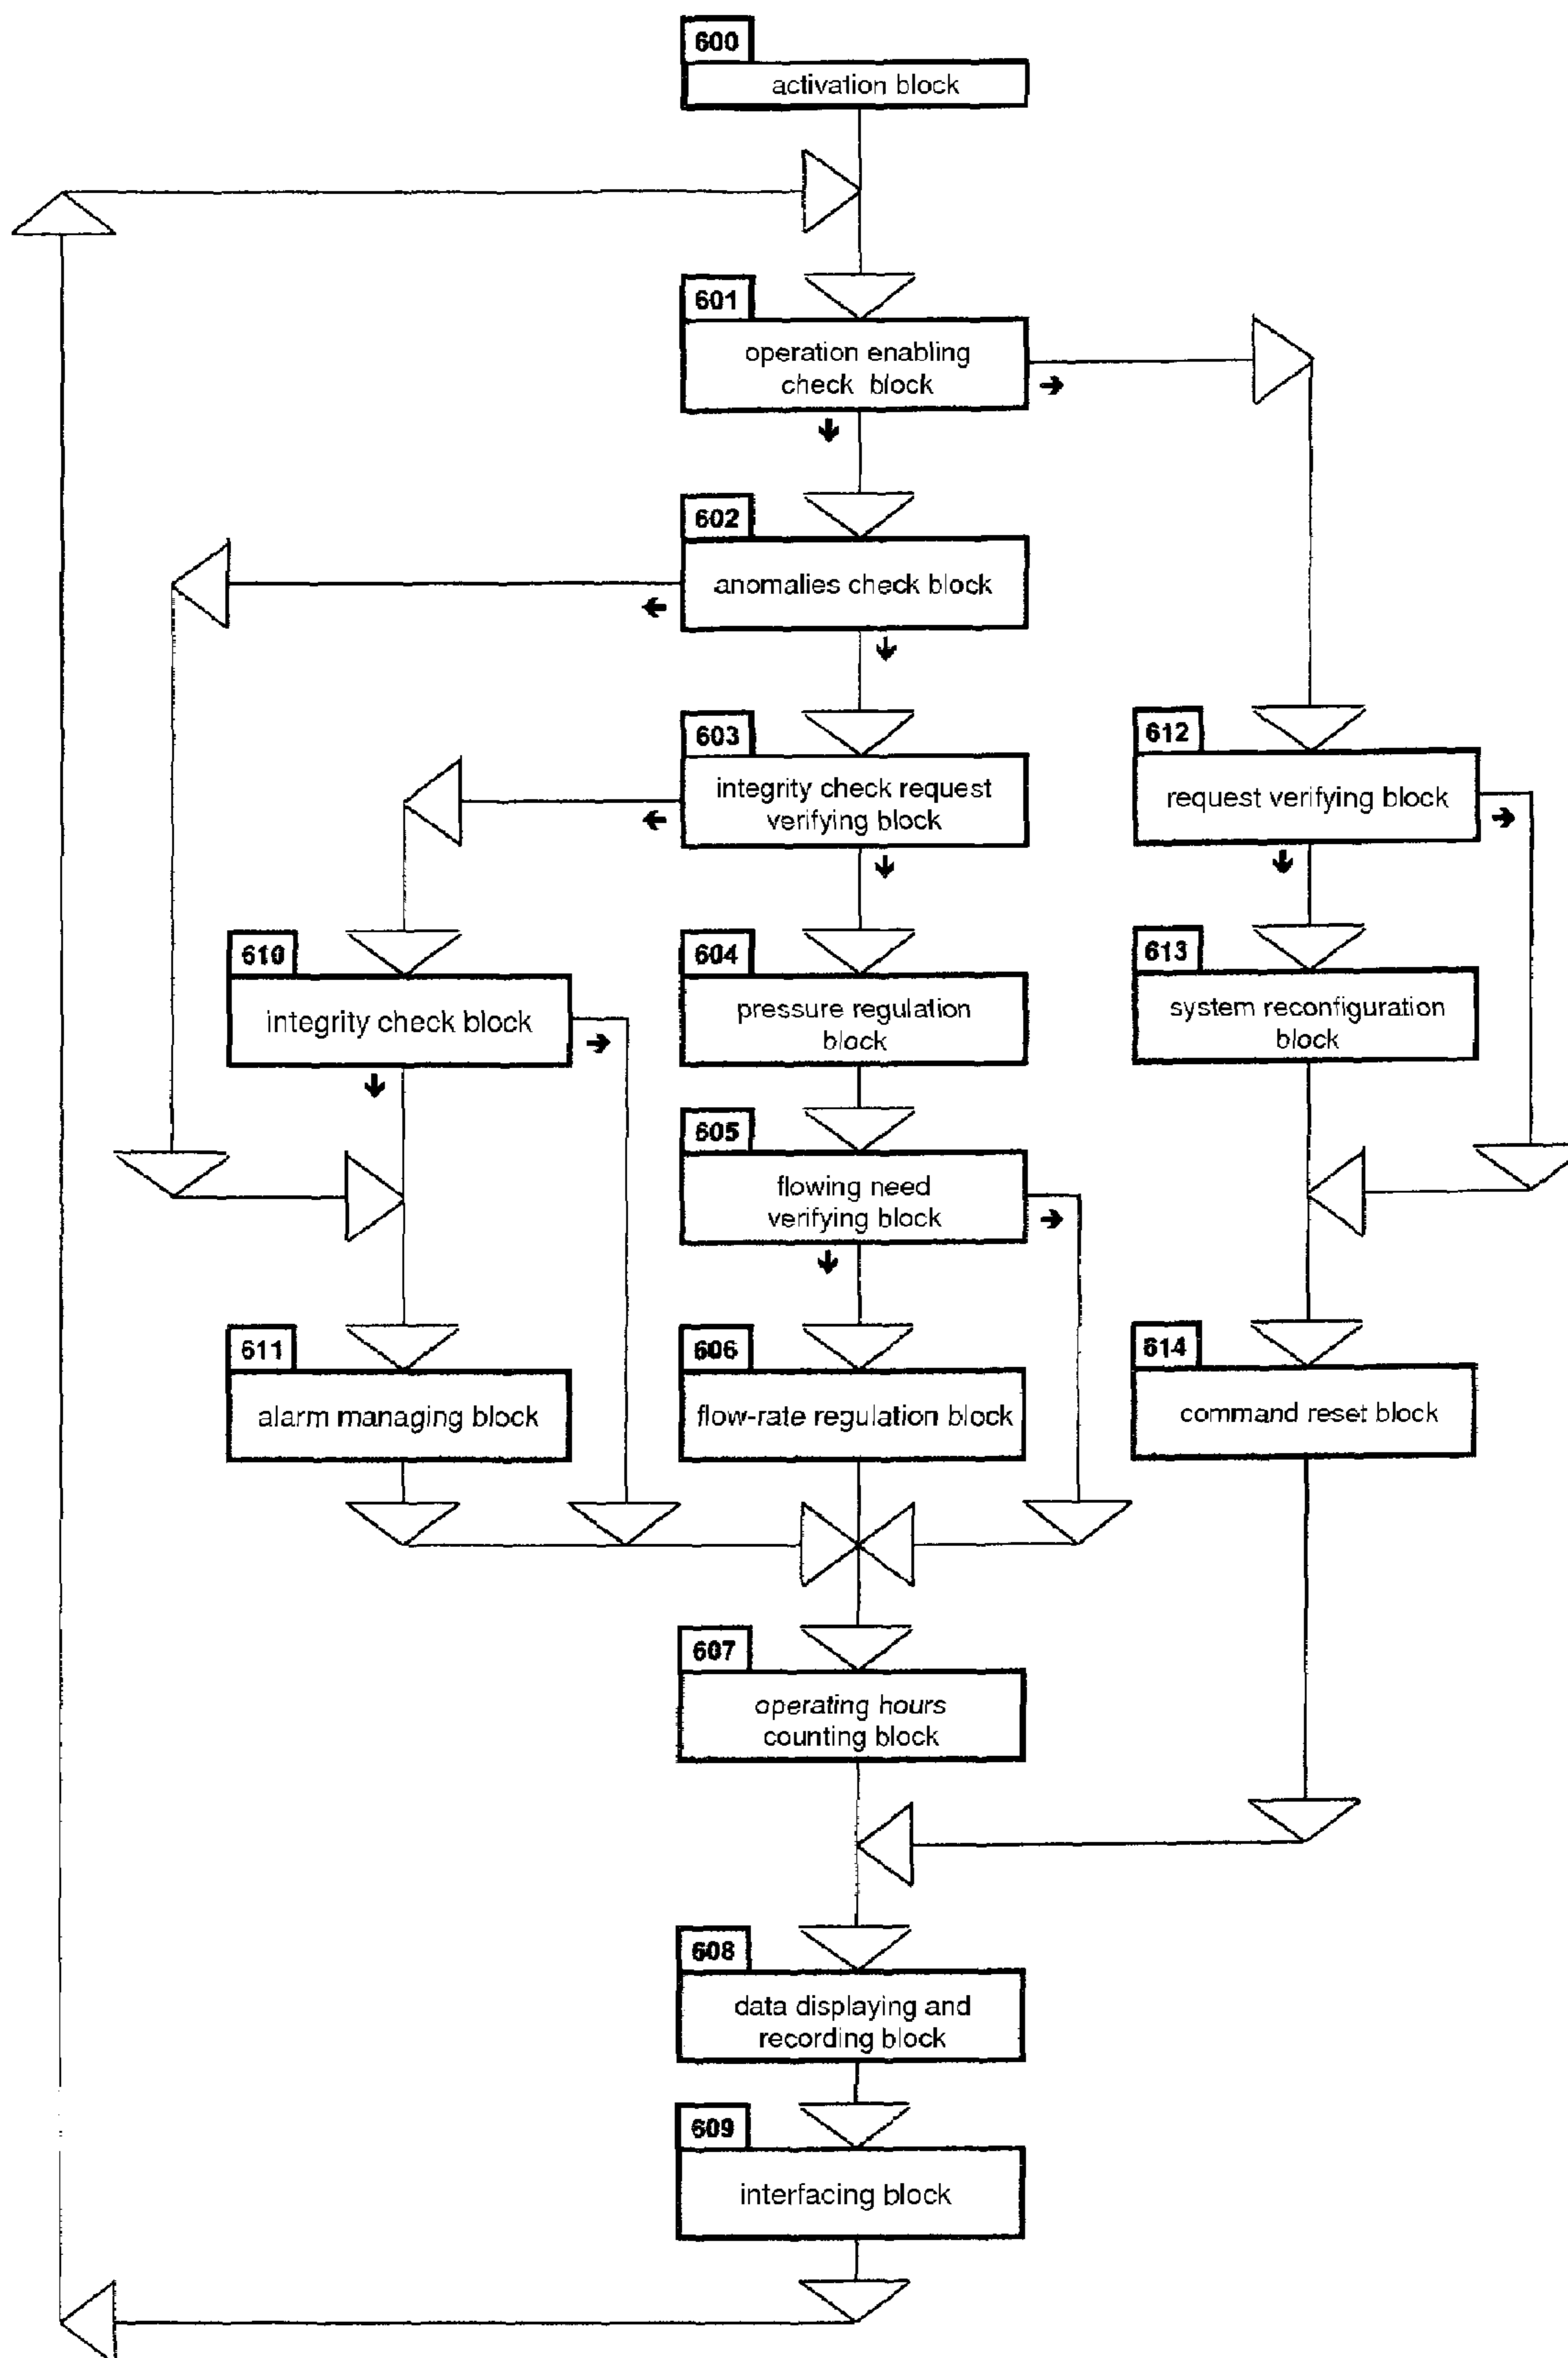 600
activation block
601
operation enabling
check block
602
anomalies check block
603
integrity check request
verifying block
612
request verifying block
610
integrity check block
604
pressure regulation
block
613
system reconfiguration
block
605
flowing need
verifying block
611
alarm managing block
606
flow-rate regulation block
614
command reset block
607
operating hours
counting block
608
data displaying and
recording block
609
interfacing block